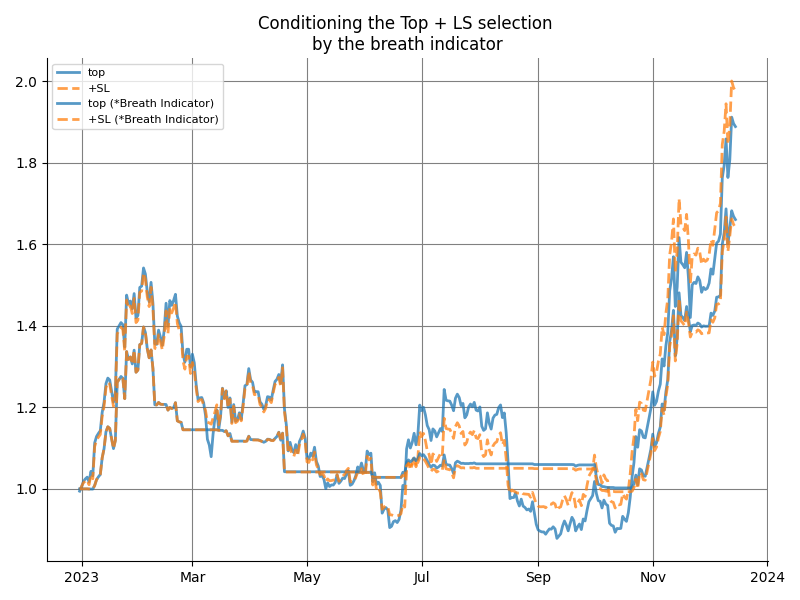 Conditioning the Top + LS selection
by the breath indicator
top
+SL
top (*Breath Indicator)
+SL (*Breath Indicator)
2.0
1.8
1.6
1.4
1.2
1.0
2023 Mar May Jul Sep Nov 2024